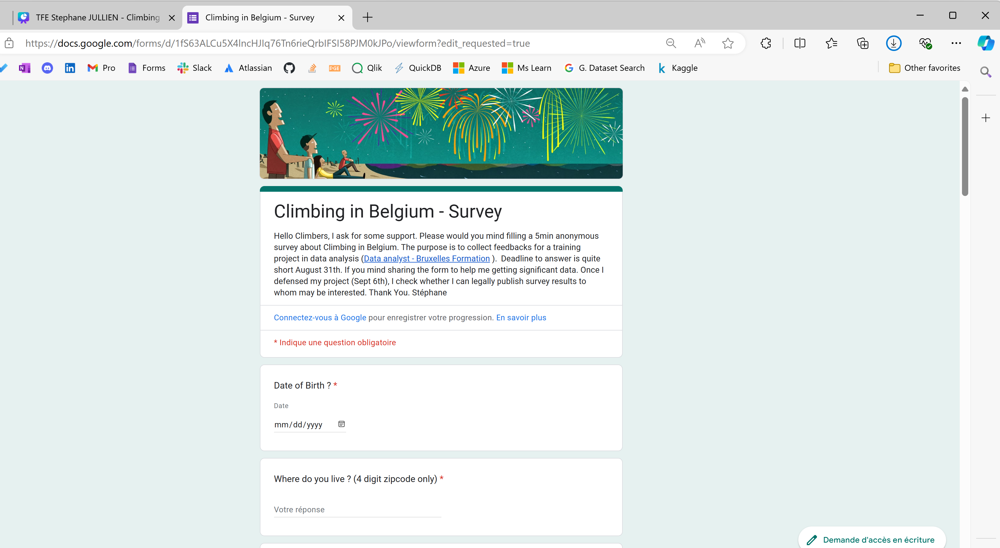 TFE Stephane JULLIEN - Climbing
Climbing in Belgium - Survey
https://docs.google.com/forms/d/1fS63ALCu5X4lncHJIq76Tn6rieQrbIFSI58PJM0kJPo/viewform?edit_requested=true
Pro
Forms
Slack
Atlassian
PGE
Qlik
QuickDB
Azure
Ms Learn
G. Dataset Search
Kaggle
Other favorites
Climbing in Belgium - Survey
Hello Climbers, I ask for some support. Please would you mind filling a 5min anonymous
survey about Climbing in Belgium. The purpose is to collect feedbacks for a training
project in data analysis (Data analyst - Bruxelles Formation ).  Deadline to answer is quite
short August 31th. If you mind sharing the form to help me getting significant data. Once I
defensed my project (Sept 6th), I check whether I can legally publish survey results to
whom may be interested. Thank You. Stéphane
Connectez-vous à Google pour enregistrer votre progression. En savoir plus
* Indique une question obligatoire
Date of Birth ? *
Date
mm/dd/yyyy
Where do you live ? (4 digit zipcode only) *
Votre réponse
Demande d'accès en écriture